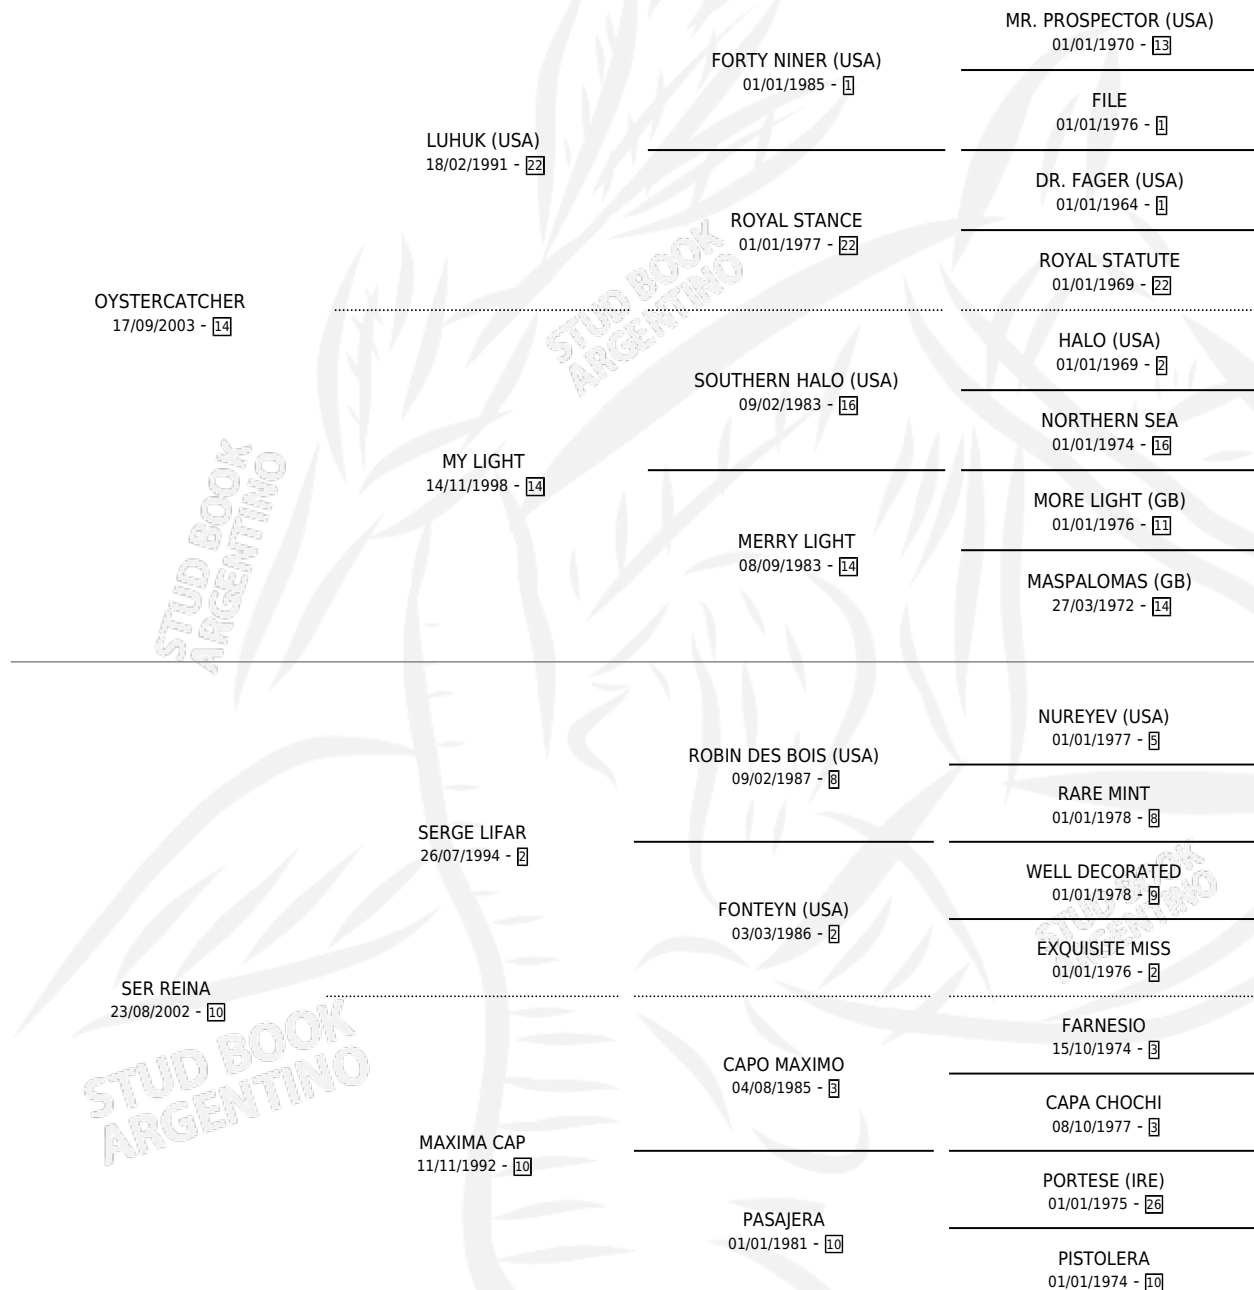 MR. PROSPECTOR (USA)
01/01/1970 - 13
FORTY NINER (USA)
01/01/1985 - 1
FILE
01/01/1976 - 1
LUHUK (USA)
18/02/1991 - 22
DR. FAGER (USA)
01/01/1964 - 1
ROYAL STANCE
01/01/1977 - 22
ROYAL STATUTE
01/01/1969 - 22
OYSTERCATCHER
17/09/2003 - 14
HALO (USA)
01/01/1969 - 2
SOUTHERN HALO (USA)
09/02/1983 - 16
NORTHERN SEA
01/01/1974 - 16
MY LIGHT
14/11/1998 - 14
MORE LIGHT (GB)
01/01/1976 - 11
MERRY LIGHT
08/09/1983 - 14
MASPALOMAS (GB)
27/03/1972 - 14
NUREYEV (USA)
01/01/1977 - 5
ROBIN DES BOIS (USA)
09/02/1987 - 8
RARE MINT
01/01/1978 - 8
SERGE LIFAR
26/07/1994 - 2
WELL DECORATED
01/01/1978 - 9
FONTEYN (USA)
03/03/1986 - 2
EXQUISITE MISS
01/01/1976 - 2
SER REINA
23/08/2002 - 10
FARNESIO
15/10/1974 - 3
CAPO MAXIMO
04/08/1985 - 3
CAPA CHOCHI
08/10/1977 - 3
MAXIMA CAP
11/11/1992 - 10
PORTESE (IRE)
01/01/1975 - 26
PASAJERA
01/01/1981 - 10
PISTOLERA
01/01/1974 - 10
STUD BOOK
ARGENTINO
STUD BOOK
ARGENTINO
STUD BOOK
ARGENTINO
STUD BOOK
ARGENTINO